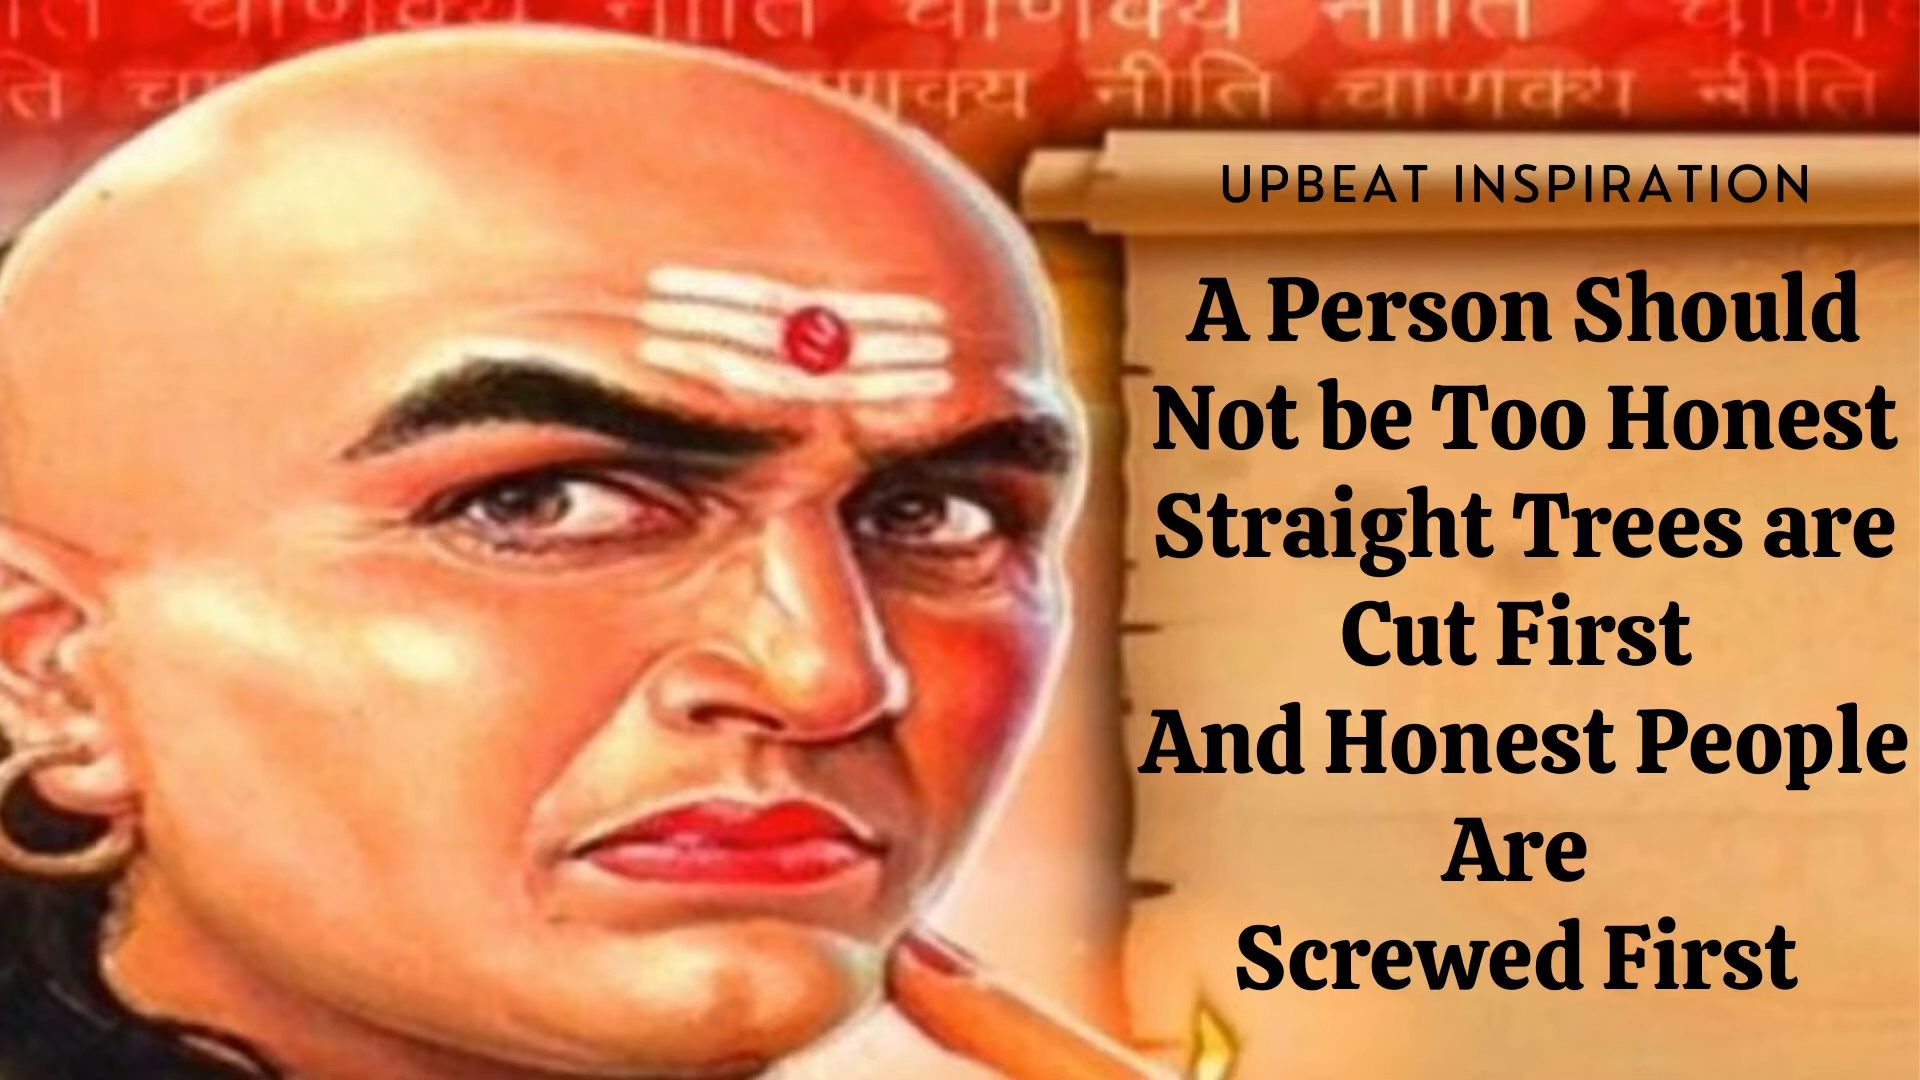 चाणक्य नीति चाणक्य नीति
चाणक्य नीति चाणक्य नीति
UPBEAT INSPIRATION
A Person Should
Not be Too Honest
Straight Trees are
Cut First
And Honest People
Are
Screwed First